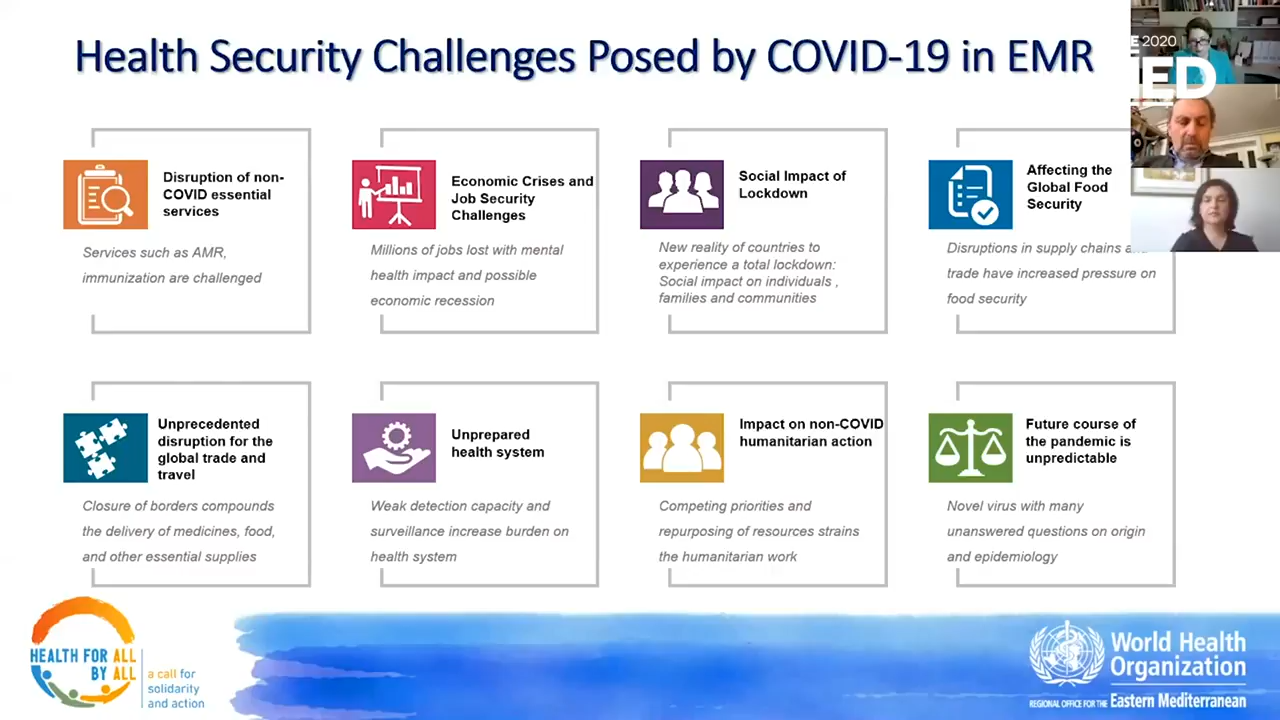 Health Security Challenges Posed by COVID-19 in EMR
E 2020
ED
Disruption of non-
COVID essential
services
Services such as AMR,
immunization are challenged
Economic Crises and
Job Security
Challenges
Millions of jobs lost with mental
health impact and possible
economic recession
Social Impact of
Lockdown
New reality of countries to
experience a total lockdown:
Social impact on individuals ,
families and communities
Affecting the
Global Food
Security
Disruptions in supply chains
trade have increased pressure on
food security
Unprecedented
disruption for the
global trade and
travel
Closure of borders compounds
the delivery of medicines, food,
and other essential supplies
Unprepared
health system
Weak detection capacity and
surveillance increase burden on
health system
Impact on non-COVID
humanitarian action
Competing priorities and
repurposing of resources strains
the humanitarian work
Future course of
the pandemic is
unpredictable
Novel virus with many
unanswered questions on origin
and epidemiology
HEALTH FOR ALL
BY ALL
a call for
solidarity
and action
World Health
Organization
REGIONAL OFFICE FOR THE Eastern Mediterranean